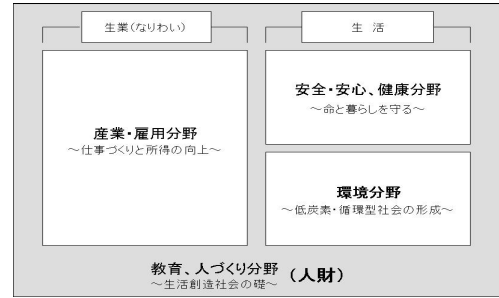 生業(なりわい)
生 活
産業・雇用分野
～仕事づくりと所得の向上～
安全・安心、健康分野
～命と暮らしを守る～
環境分野
～低炭素・循環型社会の形成～
教育、人づくり分野 (人財)
～生活創造社会の礎～